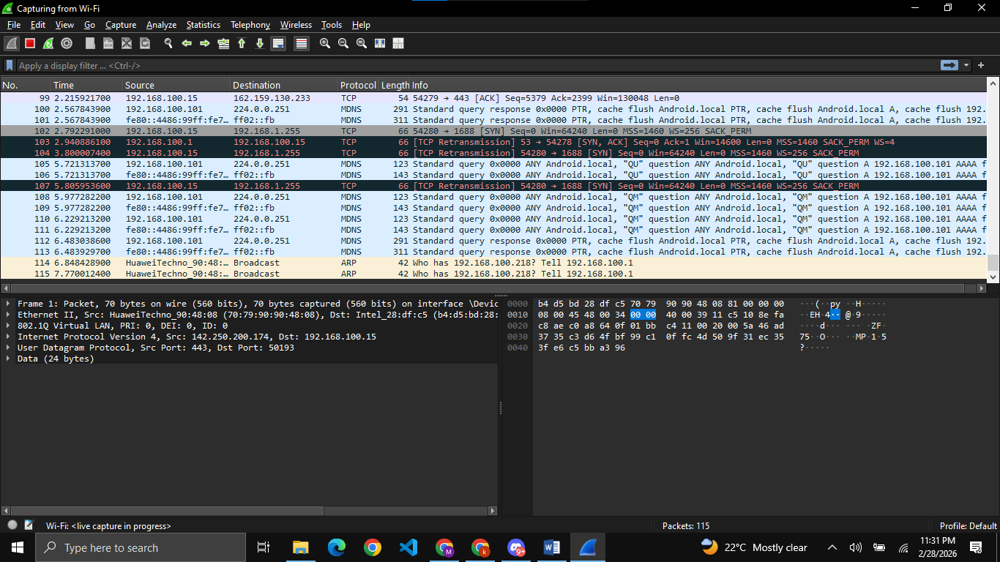 Capturing from Wi-Fi
File Edit View Go Capture Analyze Statistics Telephony Wireless Tools Help
Apply a display filter ... <Ctrl-/>
No. Time Source Destination Protocol Length Info
99 2.215921700 192.168.100.15 162.159.130.233 TCP 54 54279 → 443 [ACK] Seq=5379 Ack=2399 Win=130048 Len=0
100 2.567843900 192.168.100.101 224.0.0.251 MDNS 291 Standard query response 0x0000 PTR, cache flush Android.local PTR, cache flush Android.local A, cache flush 192.
101 2.567843900 fe80::4486:99ff:fe7… ff02::fb MDNS 311 Standard query response 0x0000 PTR, cache flush Android.local PTR, cache flush Android.local A, cache flush 192.
102 2.792291000 192.168.100.15 192.168.1.255 TCP 66 54280 → 1688 [SYN] Seq=0 Win=64240 Len=0 MSS=1460 WS=256 SACK_PERM
103 2.940886100 192.168.100.1 192.168.100.15 TCP 66 [TCP Retransmission] 53 → 54278 [SYN, ACK] Seq=0 Ack=1 Win=14600 Len=0 MSS=1460 SACK_PERM WS=4
104 3.800007400 192.168.100.15 192.168.1.255 TCP 66 [TCP Retransmission] 54280 → 1688 [SYN] Seq=0 Win=64240 Len=0 MSS=1460 WS=256 SACK_PERM
105 5.721313700 192.168.100.101 224.0.0.251 MDNS 123 Standard query 0x0000 ANY Android.local, "QU" question ANY Android.local, "QU" question A 192.168.100.101 AAAA f
106 5.721313700 fe80::4486:99ff:fe7… ff02::fb MDNS 143 Standard query 0x0000 ANY Android.local, "QU" question ANY Android.local, "QU" question A 192.168.100.101 AAAA f
107 5.805953600 192.168.100.15 192.168.1.255 TCP 66 [TCP Retransmission] 54280 → 1688 [SYN] Seq=0 Win=64240 Len=0 MSS=1460 WS=256 SACK_PERM
108 5.977282200 192.168.100.101 224.0.0.251 MDNS 123 Standard query 0x0000 ANY Android.local, "QM" question ANY Android.local, "QM" question A 192.168.100.101 AAAA f
109 5.977282200 fe80::4486:99ff:fe7… ff02::fb MDNS 143 Standard query 0x0000 ANY Android.local, "QM" question ANY Android.local, "QM" question A 192.168.100.101 AAAA f
110 6.229213200 192.168.100.101 224.0.0.251 MDNS 123 Standard query 0x0000 ANY Android.local, "QM" question ANY Android.local, "QM" question A 192.168.100.101 AAAA f
111 6.229213200 fe80::4486:99ff:fe7… ff02::fb MDNS 143 Standard query 0x0000 ANY Android.local, "QM" question ANY Android.local, "QM" question A 192.168.100.101 AAAA f
112 6.483038600 192.168.100.101 224.0.0.251 MDNS 291 Standard query response 0x0000 PTR, cache flush Android.local PTR, cache flush Android.local A, cache flush 192.
113 6.483929700 fe80::4486:99ff:fe7… ff02::fb MDNS 311 Standard query response 0x0000 PTR, cache flush Android.local PTR, cache flush Android.local A, cache flush 192.
114 6.848428900 HuaweiTechno_90:48:… Broadcast ARP 42 Who has 192.168.100.218? Tell 192.168.100.1
115 7.770012400 HuaweiTechno_90:48:… Broadcast ARP 42 Who has 192.168.100.218? Tell 192.168.100.1
Frame 1: Packet, 70 bytes on wire (560 bits), 70 bytes captured (560 bits) on interface \Devic
Ethernet II, Src: HuaweiTechno_90:48:08 (70:79:90:90:48:08), Dst: Intel_28:df:c5 (b4:d5:bd:28:
802.1Q Virtual LAN, PRI: 0, DEI: 0, ID: 0
Internet Protocol Version 4, Src: 142.250.200.174, Dst: 192.168.100.15
User Datagram Protocol, Src Port: 443, Dst Port: 50193
Data (24 bytes)
0000 b4 d5 bd 28 df c5 70 79 90 90 48 08 81 00 00 00 ···(··py ··H·····
0010 08 00 45 48 00 34 00 00 40 00 39 11 c5 10 8e fa ··EH·4·· @·9·····
0020 c8 ae c0 a8 64 0f 01 bb c4 11 00 20 00 5a 46 ad ····d··· ··· ·ZF·
0030 37 35 c3 d6 4f bf 99 c1 0f fc 4d 50 9f 31 ec 35 75··O··· ··MP·1·5
0040 3f e6 c5 bb a3 96 ?·····
Wi-Fi: <live capture in progress> Packets: 115 Profile: Default
Type here to search
M
k
9+
22°C Mostly clear
11:31 PM
2/28/2026